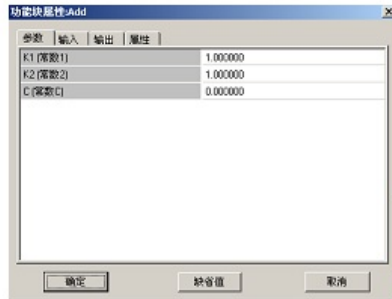 功能块属性:Add
参数 输入 输出 属性
K1 (常数1) 1.000000
K2 (常数2) 1.000000
C (常数C) 0.000000
确定 缺省值 取消